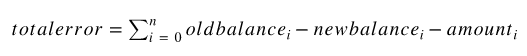 totalerror = ∑ⁿᵢ ₌ ₀ oldbalanceᵢ − newbalanceᵢ − amountᵢ